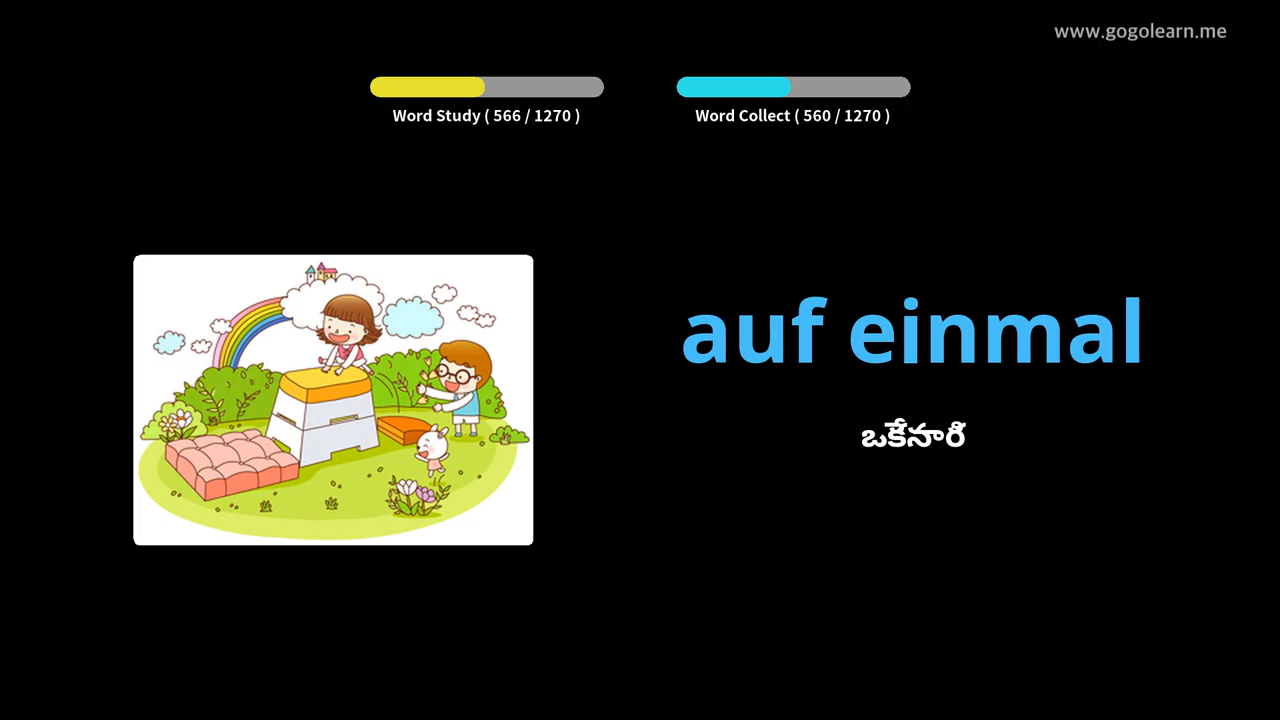 www.gogolearn.me
Word Study ( 566 / 1270 )
Word Collect ( 560 / 1270 )
auf einmal
ఒకేనారి